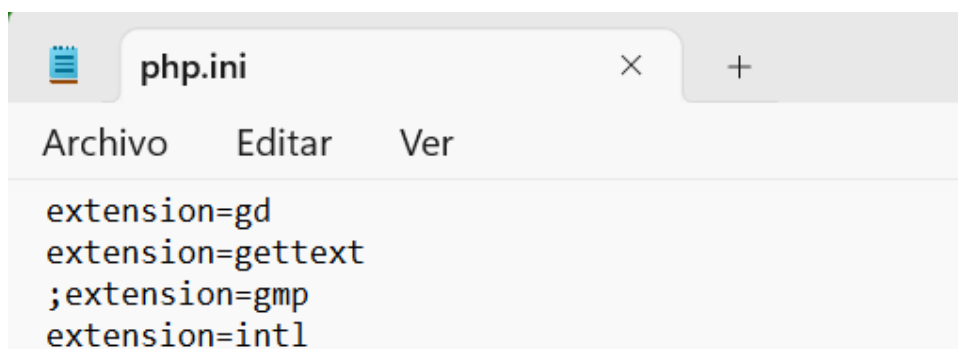 php.ini
Archivo Editar Ver
extension=gd
extension=gettext
;extension=gmp
extension=intl